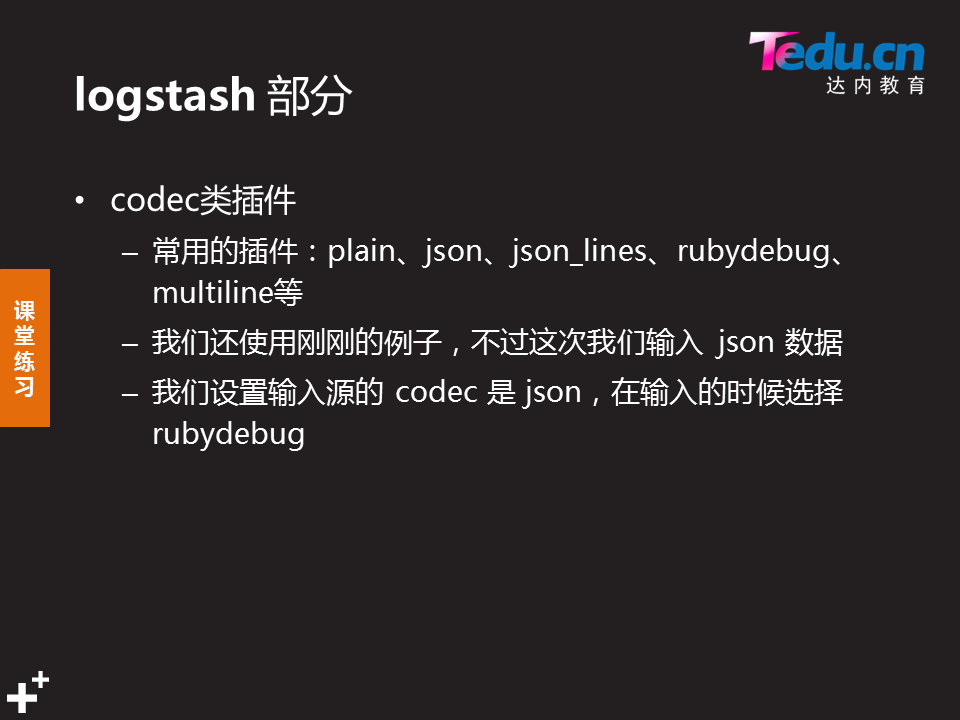 Tedu.cn
达内教育
logstash 部分
• codec类插件
– 常用的插件：plain、json、json_lines、rubydebug、
multiline等
– 我们还使用刚刚的例子，不过这次我们输入 json 数据
– 我们设置输入源的 codec 是 json，在输入的时候选择
rubydebug
课
堂
练
习